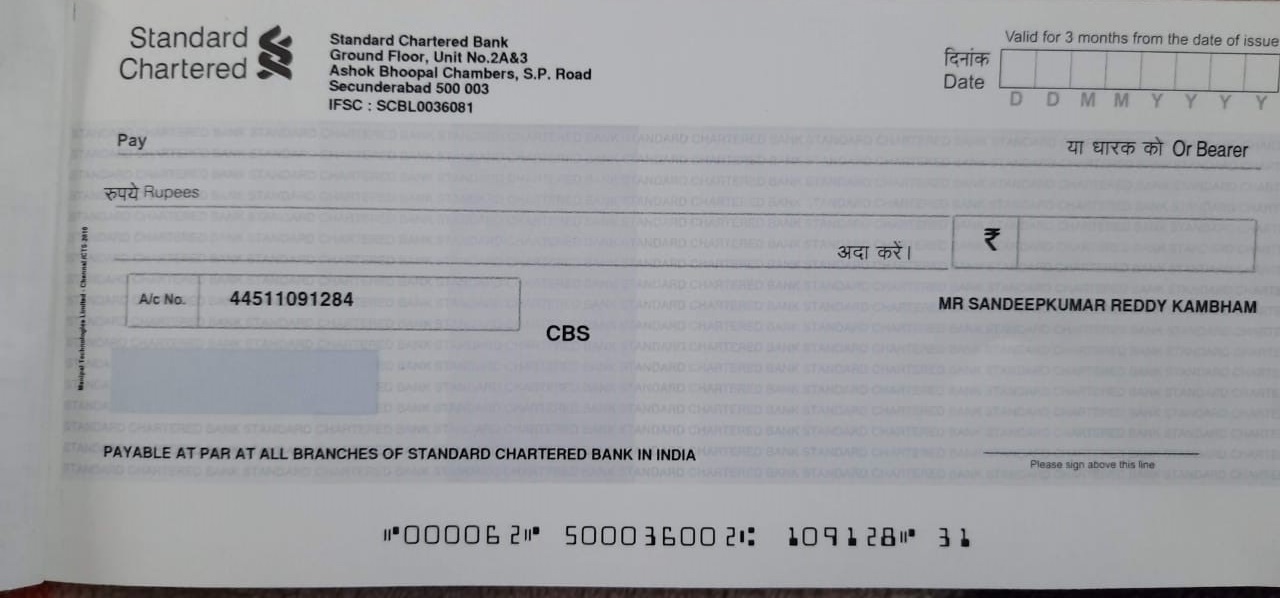 Standard
Chartered
Standard Chartered Bank
Ground Floor, Unit No.2A&3
Ashok Bhoopal Chambers, S.P. Road
Secunderabad 500 003
IFSC : SCBL0036081
Valid for 3 months from the date of issue
दिनांक
Date
D D M M Y Y Y Y
Pay
या धारक को Or Bearer
रुपये Rupees
अदा करें।
₹
A/c No. 44511091284
MR SANDEEPKUMAR REDDY KAMBHAM
CBS
PAYABLE AT PAR AT ALL BRANCHES OF STANDARD CHARTERED BANK IN INDIA
Please sign above this line
⑈000062⑈ 500036002⑆ 109128⑈ 31